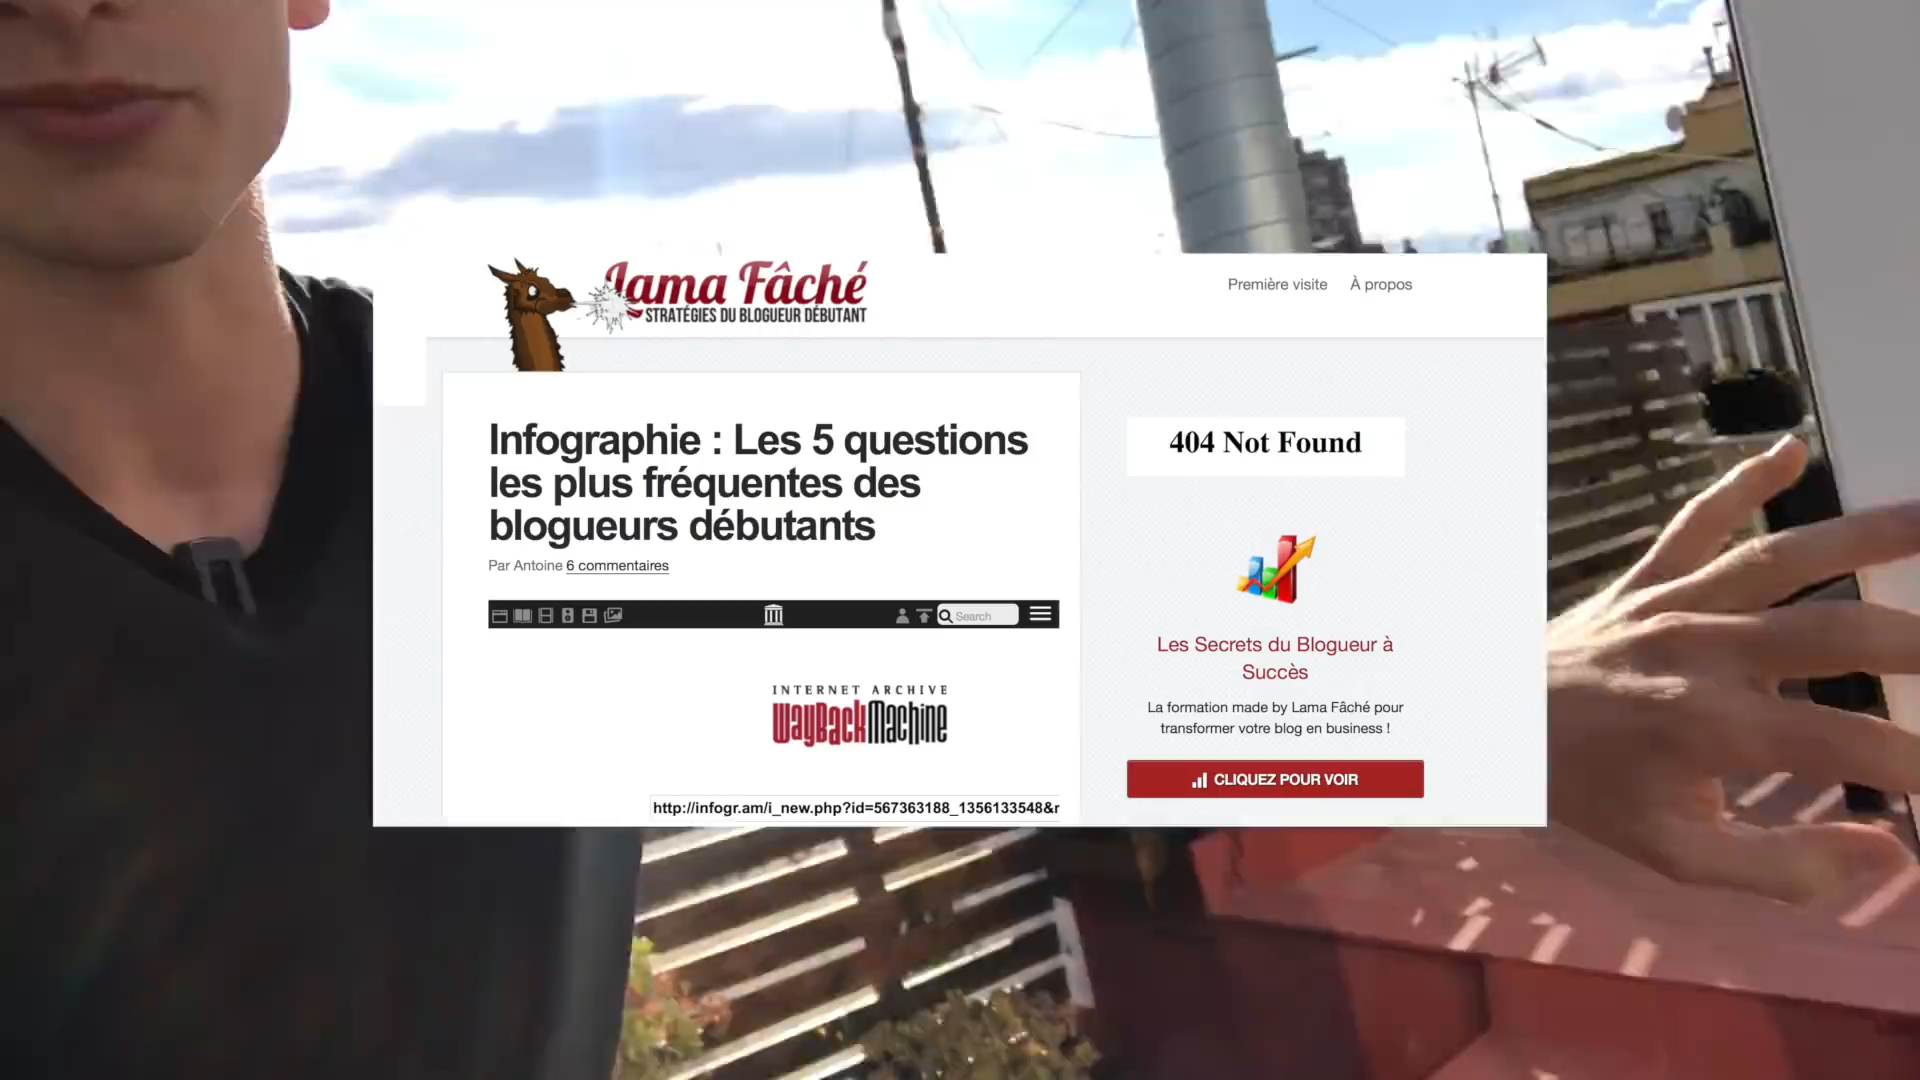 Lama Fâché
STRATÉGIES DU BLOGUEUR DÉBUTANT
Première visite À propos
Infographie : Les 5 questions
les plus fréquentes des
blogueurs débutants
Par Antoine 6 commentaires
Search
INTERNET ARCHIVE
WayBackMachine
http://infogr.am/i_new.php?id=567363188_1356133548&r
404 Not Found
Les Secrets du Blogueur à
Succès
La formation made by Lama Fâché pour
transformer votre blog en business !
CLIQUEZ POUR VOIR